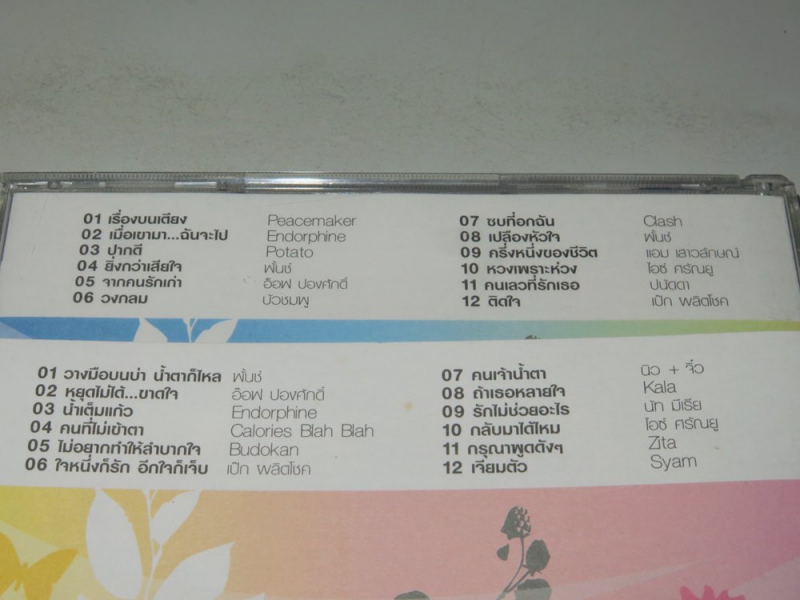 01 เรื่องบนเตียง Peacemaker
02 เมื่อเขามา...ฉันจะไป Endorphine
03 ปากดี Potato
04 ยิ่งกว่าเสียใจ พั้นช์
05 จากคนรักเก่า อ๊อฟ ปองศักดิ์
06 วงกลม บัวชมพู
07 ซบที่อกฉัน Clash
08 เปลืองหัวใจ พั้นช์
09 ครึ่งหนึ่งของชีวิต แอม เสาวลักษณ์
10 หวงเพราะห่วง ไอซ์ ศรัณยู
11 คนเลวที่รักเธอ ปนัดดา
12 ติดใจ เป๊ก ผลิตโชค
01 วางมือบนบ่า น้ำตาก็ไหล พั้นช์
02 หยุดไม่ได้...ขาดใจ อ๊อฟ ปองศักดิ์
03 น้ำเต็มแก้ว Endorphine
04 คนที่ไม่เข้าตา Calories Blah Blah
05 ไม่อยากทำให้ลำบากใจ Budokan
06 ใจหนึ่งก็รัก อีกใจก็เจ็บ เป๊ก ผลิตโชค
07 คนเจ้าน้ำตา นิว + จิ๋ว
08 ถ้าเธอหลายใจ Kala
09 รักไม่ช่วยอะไร นัท มีเรีย
10 กลับมาได้ไหม ไอซ์ ศรัณยู
11 กรุณาพูดดังๆ Zita
12 เจียมตัว Syam